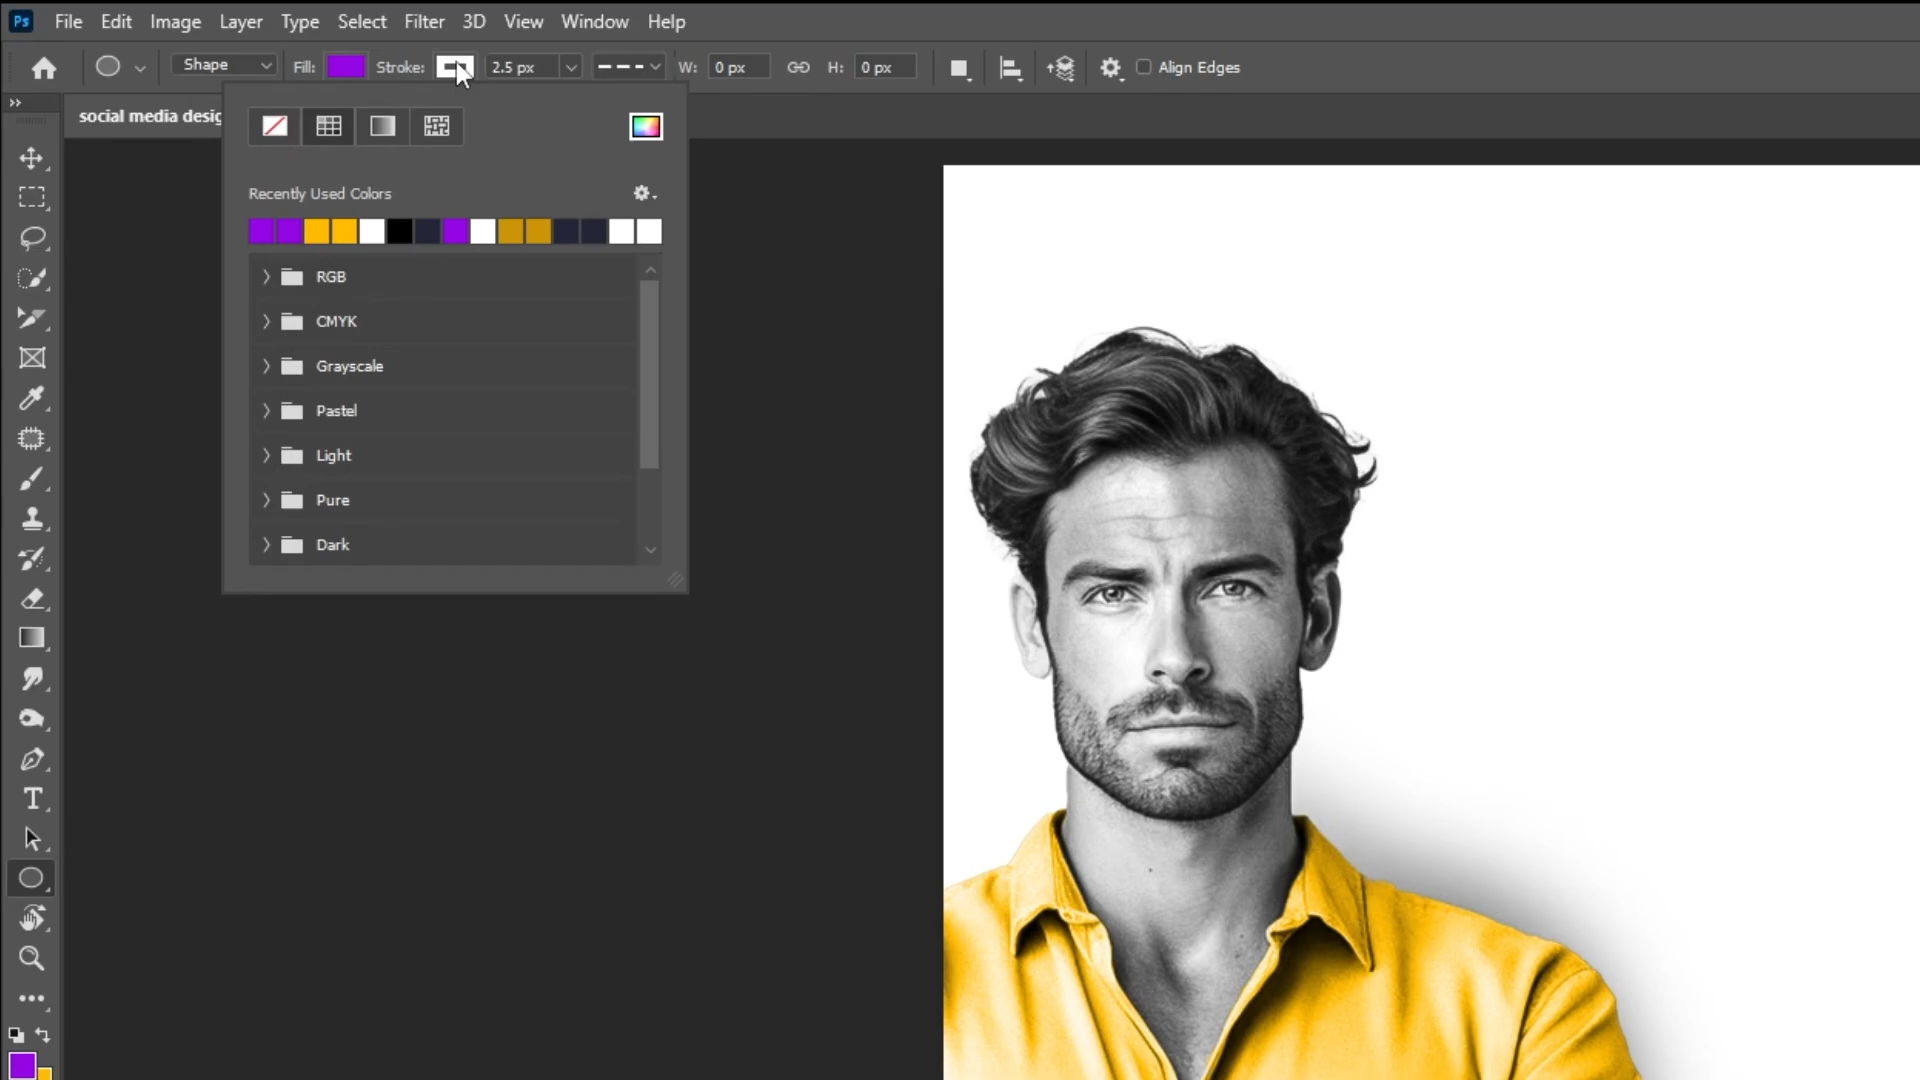 Ps File Edit Image Layer Type Select Filter 3D View Window Help
Shape Fill: Stroke: 2.5 px W: 0 px H: 0 px Align Edges
social media desig
Recently Used Colors
RGB
CMYK
Grayscale
Pastel
Light
Pure
Dark